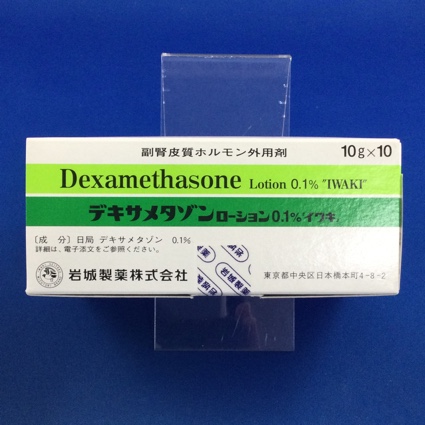 副腎皮質ホルモン外用剤 10g×10
Dexamethasone Lotion 0.1% "IWAKI"
デキサメタゾンローション0.1%「イワキ」
〔成 分〕日局 デキサメタゾン 0.1%
詳細は、電子添文をご参照ください。
岩城製薬株式会社
東京都中央区日本橋本町4-8-2
岩城製薬